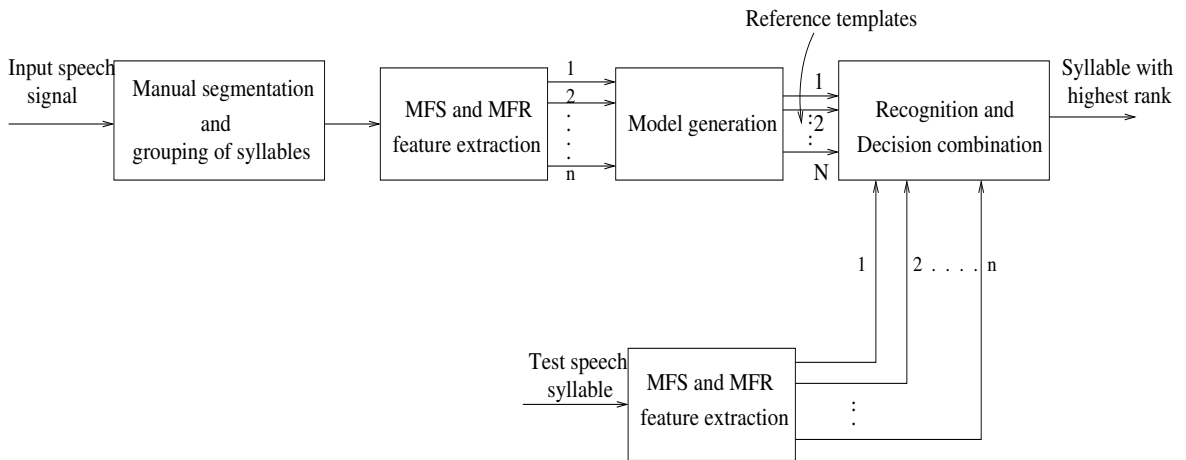 Reference templates
Input speech
signal
Manual segmentation
and
grouping of syllables
MFS and MFR
feature extraction
1
2
.
.
.
.
n
Model generation
1
2
N
Recognition and
Decision combination
Syllable with
highest rank
1 2 . . . . n
Test speech
syllable
MFS and MFR
feature extraction